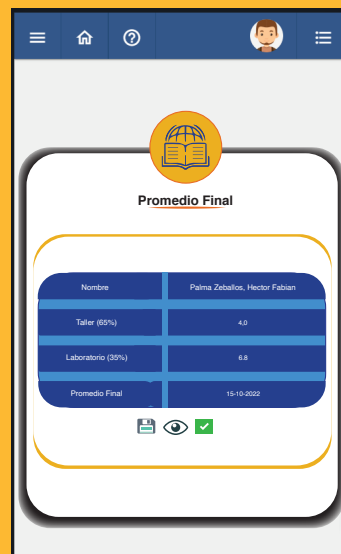 Promedio Final
Nombre Palma Zeballos, Hector Fabian
Taller (65%) 4,0
Laboratorio (35%) 6.8
Promedio Final 15-10-2022